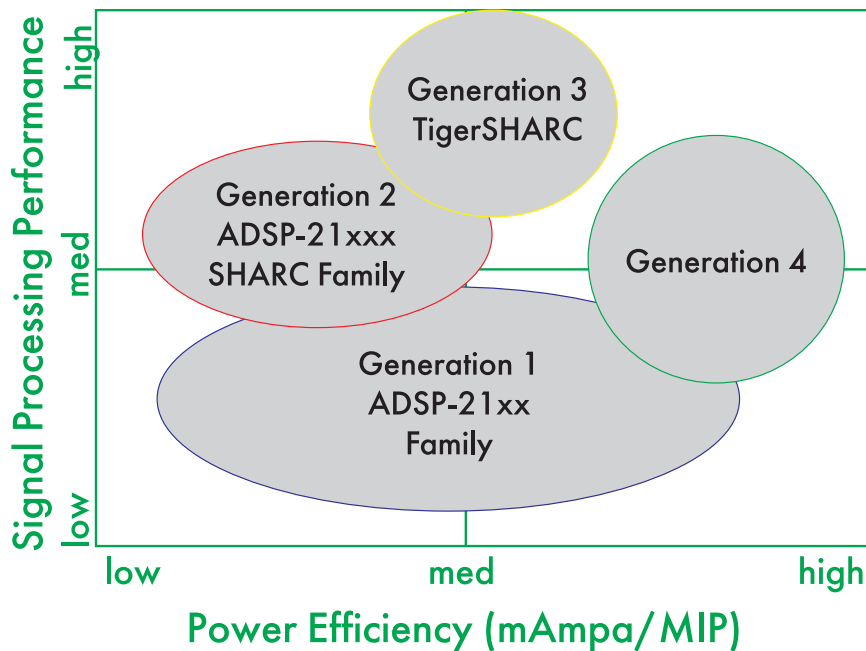 Signal Processing Performance
high
med
low
Generation 3
TigerSHARC
Generation 2
ADSP-21xxx
SHARC Family
Generation 4
Generation 1
ADSP-21xx
Family
low
med
high
Power Efficiency (mAmpa/MIP)